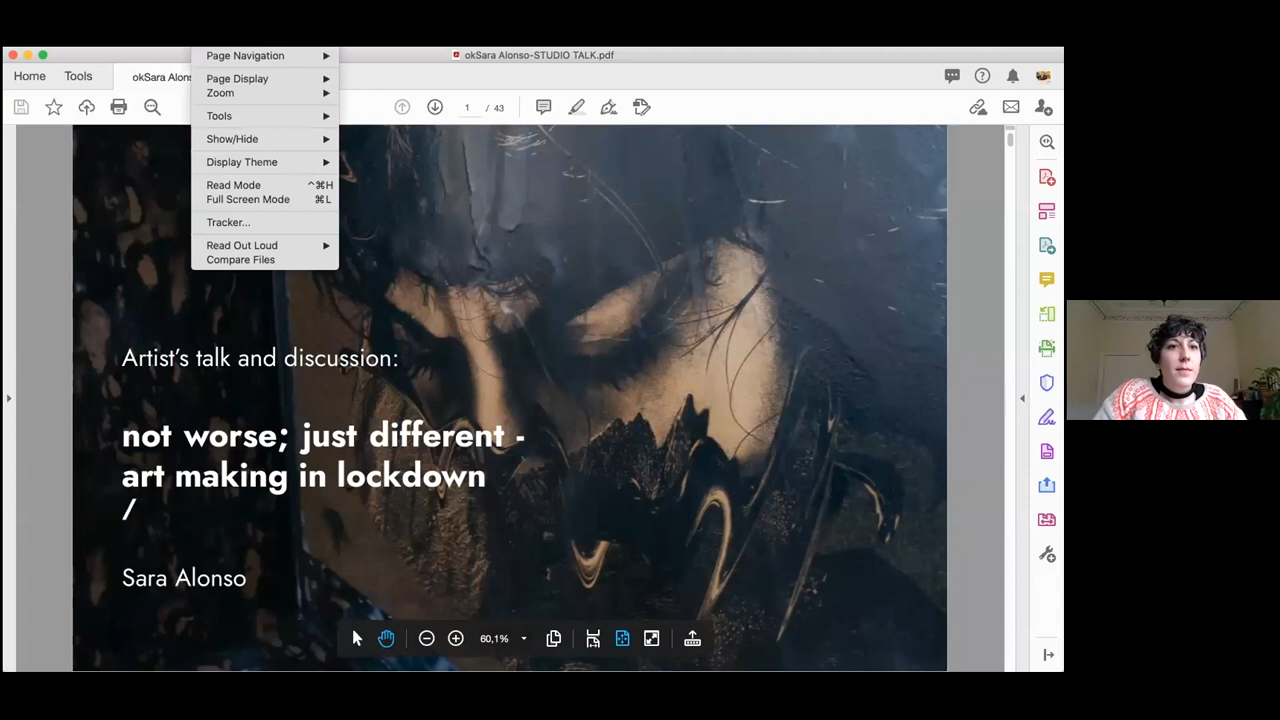 okSara Alonso-STUDIO TALK.pdf
Home
Tools
okSara Alons
Page Navigation
Page Display
Zoom
Tools
Show/Hide
Display Theme
Read Mode ^⌘H
Full Screen Mode ⌘L
Tracker...
Read Out Loud
Compare Files
1 / 43
Artist's talk and discussion:
not worse; just different -
art making in lockdown
/
Sara Alonso
60,1%